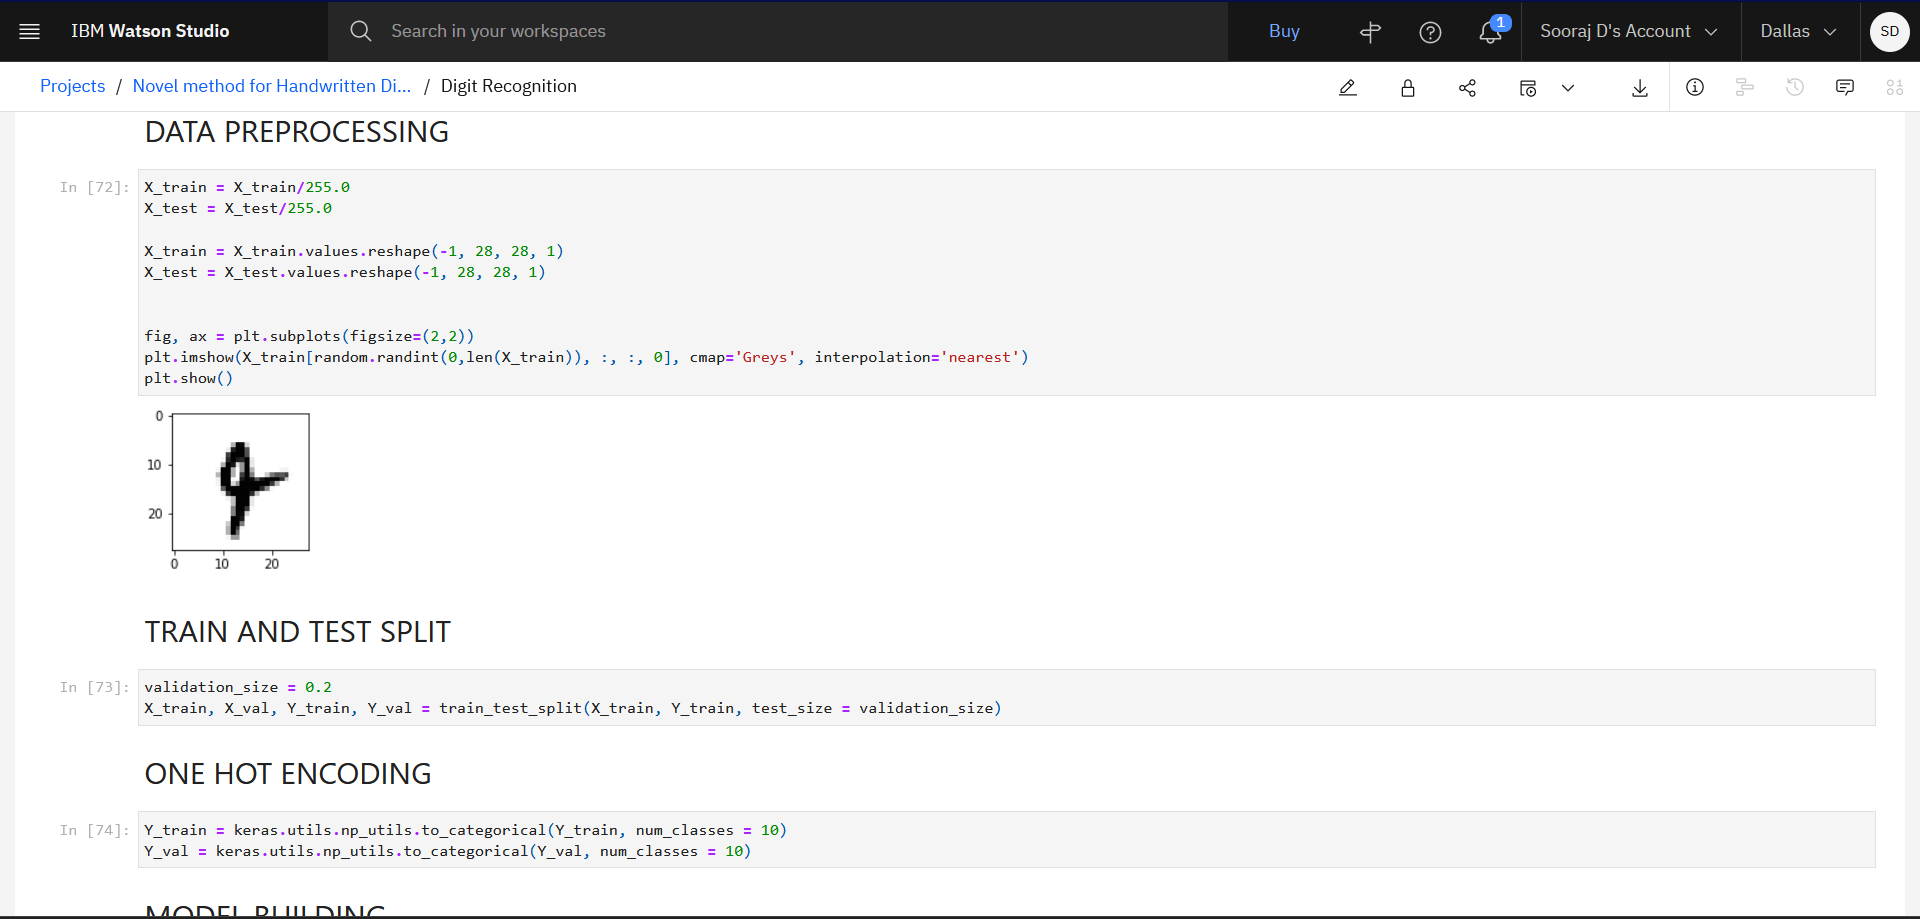 IBM Watson Studio
Search in your workspaces
Buy
1
Sooraj D's Account
Dallas
SD
Projects / Novel method for Handwritten Di... / Digit Recognition
DATA PREPROCESSING
In [72]:
X_train = X_train/255.0
X_test = X_test/255.0
X_train = X_train.values.reshape(-1, 28, 28, 1)
X_test = X_test.values.reshape(-1, 28, 28, 1)
fig, ax = plt.subplots(figsize=(2,2))
plt.imshow(X_train[random.randint(0,len(X_train)), :, :, 0], cmap='Greys', interpolation='nearest')
plt.show()
0
10
20
0 10 20
TRAIN AND TEST SPLIT
In [73]:
validation_size = 0.2
X_train, X_val, Y_train, Y_val = train_test_split(X_train, Y_train, test_size = validation_size)
ONE HOT ENCODING
In [74]:
Y_train = keras.utils.np_utils.to_categorical(Y_train, num_classes = 10)
Y_val = keras.utils.np_utils.to_categorical(Y_val, num_classes = 10)
MODEL BUILDING